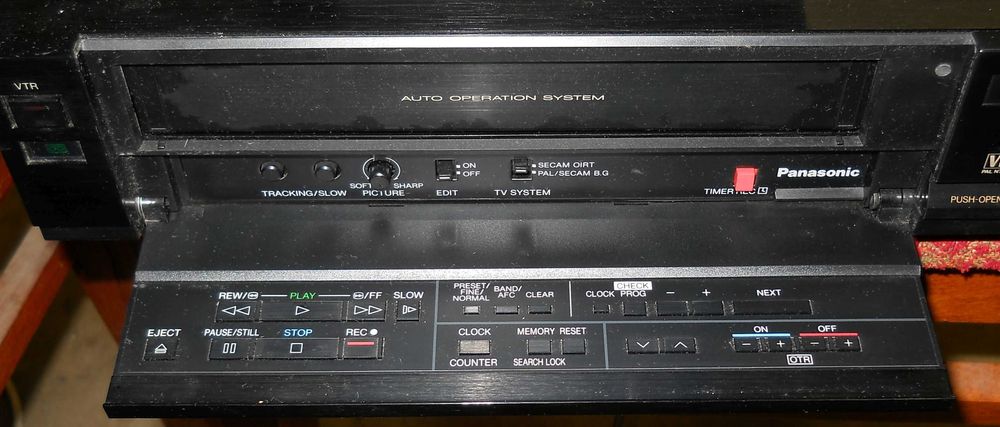 VTR
AUTO OPERATION SYSTEM
ON
OFF
SECAM OIRT
PAL/SECAM B.G
SOFT SHARP
TRACKING/SLOW PICTURE EDIT TV SYSTEM
TIMER REC
Panasonic
PUSH-OPEN
REW/ PLAY /FF SLOW
PRESET/
FINE/
NORMAL
BAND/
AFC
CLEAR
CHECK
CLOCK PROG - + NEXT
EJECT PAUSE/STILL STOP REC
CLOCK
COUNTER
MEMORY RESET
SEARCH LOCK
ON OFF
- + - +
OTR